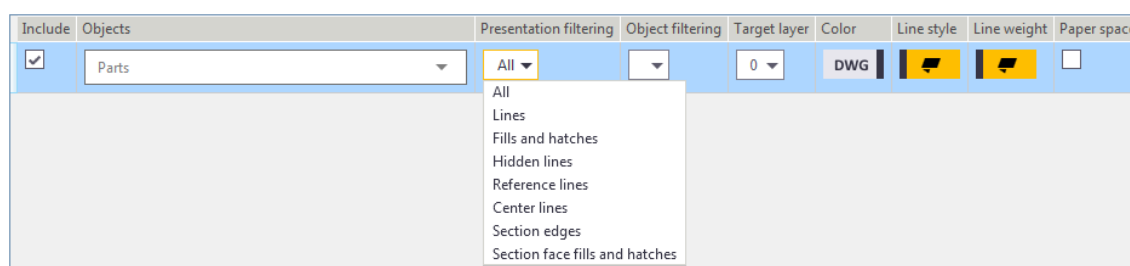 Include Objects Presentation filtering Object filtering Target layer Color Line style Line weight Paper spac
Parts All 0 DWG
All
Lines
Fills and hatches
Hidden lines
Reference lines
Center lines
Section edges
Section face fills and hatches